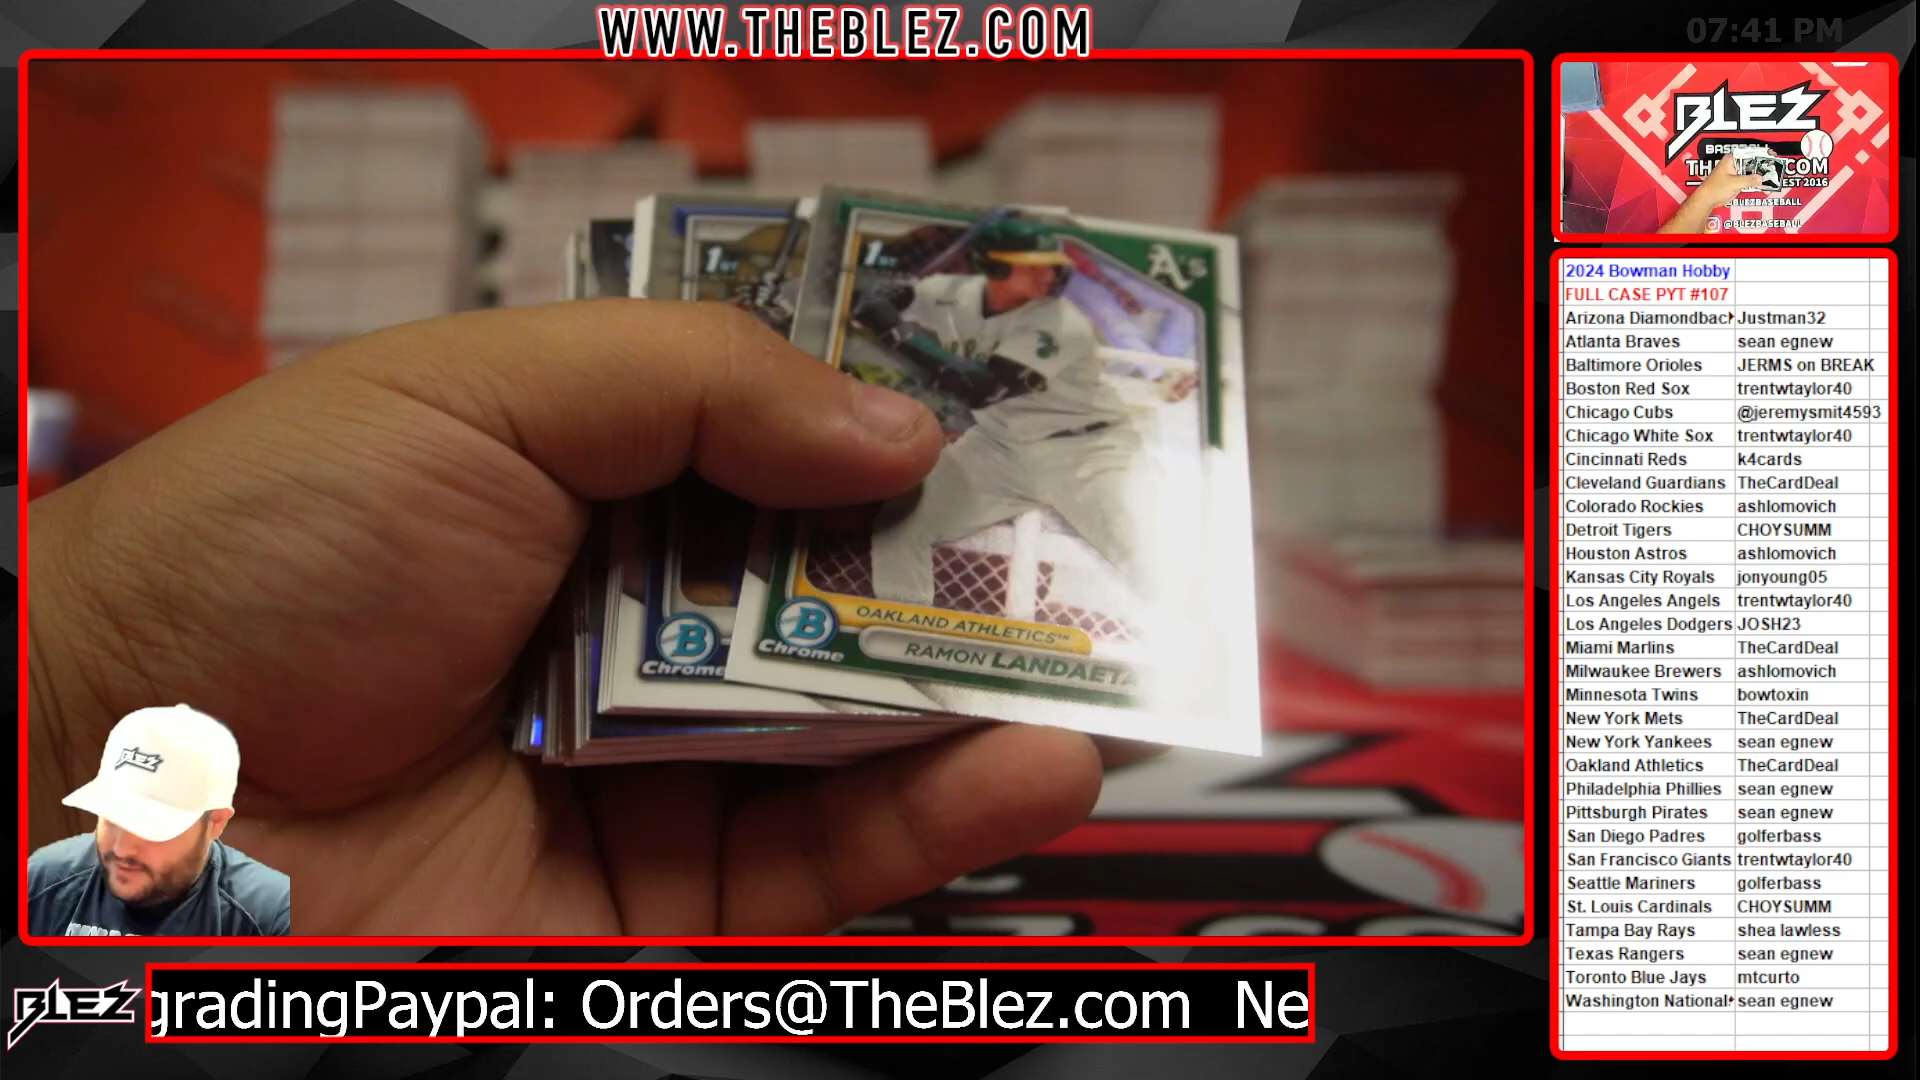 WWW.THEBLEZ.COM
07:41 PM
BLEZ
BASEBALL
COM
EST 2016
@BLEZBASEBALL
@BLEZBASEBALL
1ST
1ST
A's
B
Chrome
B
Chrome
OAKLAND ATHLETICS™
RAMON LANDAETA
BLEZ
2024 Bowman Hobby
FULL CASE PYT #107
Arizona Diamondback Justman32
Atlanta Braves sean egnew
Baltimore Orioles JERMS on BREAK
Boston Red Sox trentwtaylor40
Chicago Cubs @jeremysmit4593
Chicago White Sox trentwtaylor40
Cincinnati Reds k4cards
Cleveland Guardians TheCardDeal
Colorado Rockies ashlomovich
Detroit Tigers CHOYSUMM
Houston Astros ashlomovich
Kansas City Royals jonyoung05
Los Angeles Angels trentwtaylor40
Los Angeles Dodgers JOSH23
Miami Marlins TheCardDeal
Milwaukee Brewers ashlomovich
Minnesota Twins bowtoxin
New York Mets TheCardDeal
New York Yankees sean egnew
Oakland Athletics TheCardDeal
Philadelphia Phillies sean egnew
Pittsburgh Pirates sean egnew
San Diego Padres golferbass
San Francisco Giants trentwtaylor40
Seattle Mariners golferbass
St. Louis Cardinals CHOYSUMM
Tampa Bay Rays shea lawless
Texas Rangers sean egnew
Toronto Blue Jays mtcurto
Washington National sean egnew
BLEZ
gradingPaypal: Orders@TheBlez.com Ne